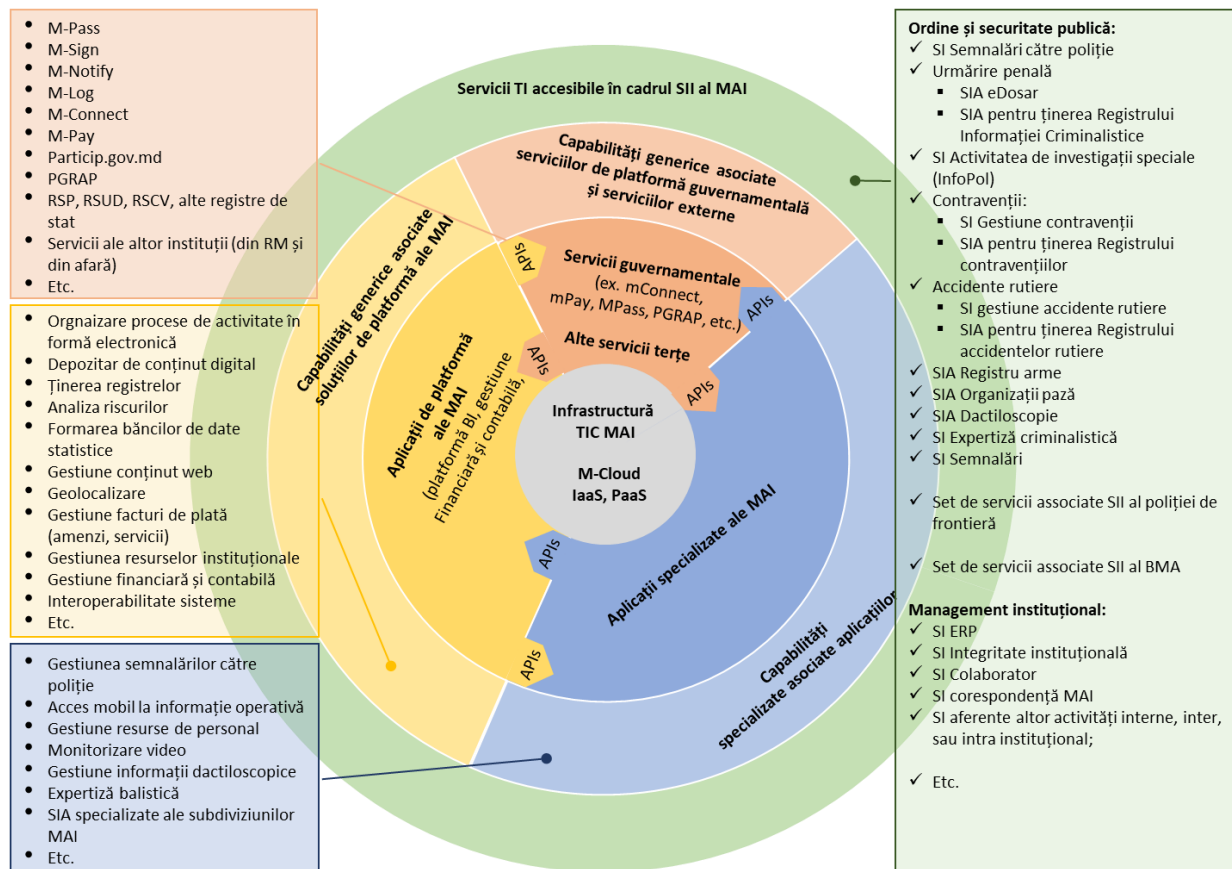 M-Pass
M-Sign
M-Notify
M-Log
M-Connect
M-Pay
Particip.gov.md
PGRAP
RSP, RSUD, RSCV, alte registre de
stat
Servicii ale altor instituții (din RM și
din afară)
Etc.
Orgnaizare procese de activitate în
formă electronică
Depozitar de conținut digital
Ținerea registrelor
Analiza riscurilor
Formarea băncilor de date
statistice
Gestiune conținut web
Geolocalizare
Gestiune facturi de plată
(amenzi, servicii)
Gestiunea resurselor instituționale
Gestiune financiară și contabilă
Interoperabilitate sisteme
Etc.
Gestiunea semnalărilor către
poliție
Acces mobil la informație operativă
Gestiune resurse de personal
Monitorizare video
Gestiune informații dactiloscopice
Expertiză balistică
SIA specializate ale subdiviziunilor
MAI
Etc.
Servicii TI accesibile în cadrul SII al MAI
Capabilități generice asociate
serviciilor de platformă guvernamentală
și serviciilor externe
Capabilități generice asociate
soluțiilor de platformă ale MAI
APIs
Servicii guvernamentale
(ex. mConnect,
mPay, MPass, PGRAP, etc.)
Alte servicii terțe
APIs
APIs
APIs
Aplicații de platformă
ale MAI
(platformă BI, gestiune
Financiară și contabilă,
Infrastructură
TIC MAI
M-Cloud
IaaS, PaaS
APIs
APIs
Aplicații specializate ale MAI
Capabilități
specializate asociate aplicațiilor
Ordine și securitate publică:
SI Semnalări către poliție
Urmărire penală
SIA eDosar
SIA pentru ținerea Registrului
Informației Criminalistice
SI Activitatea de investigații speciale
(InfoPol)
Contravenții:
SI Gestiune contravenții
SIA pentru ținerea Registrului
contravențiilor
Accidente rutiere
SI gestiune accidente rutiere
SIA pentru ținerea Registrului
accidentelor rutiere
SIA Registru arme
SIA Organizații pază
SIA Dactiloscopie
SI Expertiză criminalistică
SI Semnalări
Set de servicii associate SII al poliției de
frontieră
Set de servicii associate SII al BMA
Management instituțional:
SI ERP
SI Integritate instituțională
SI Colaborator
SI corespondență MAI
SI aferente altor activități interne, inter,
sau intra instituțional;
Etc.